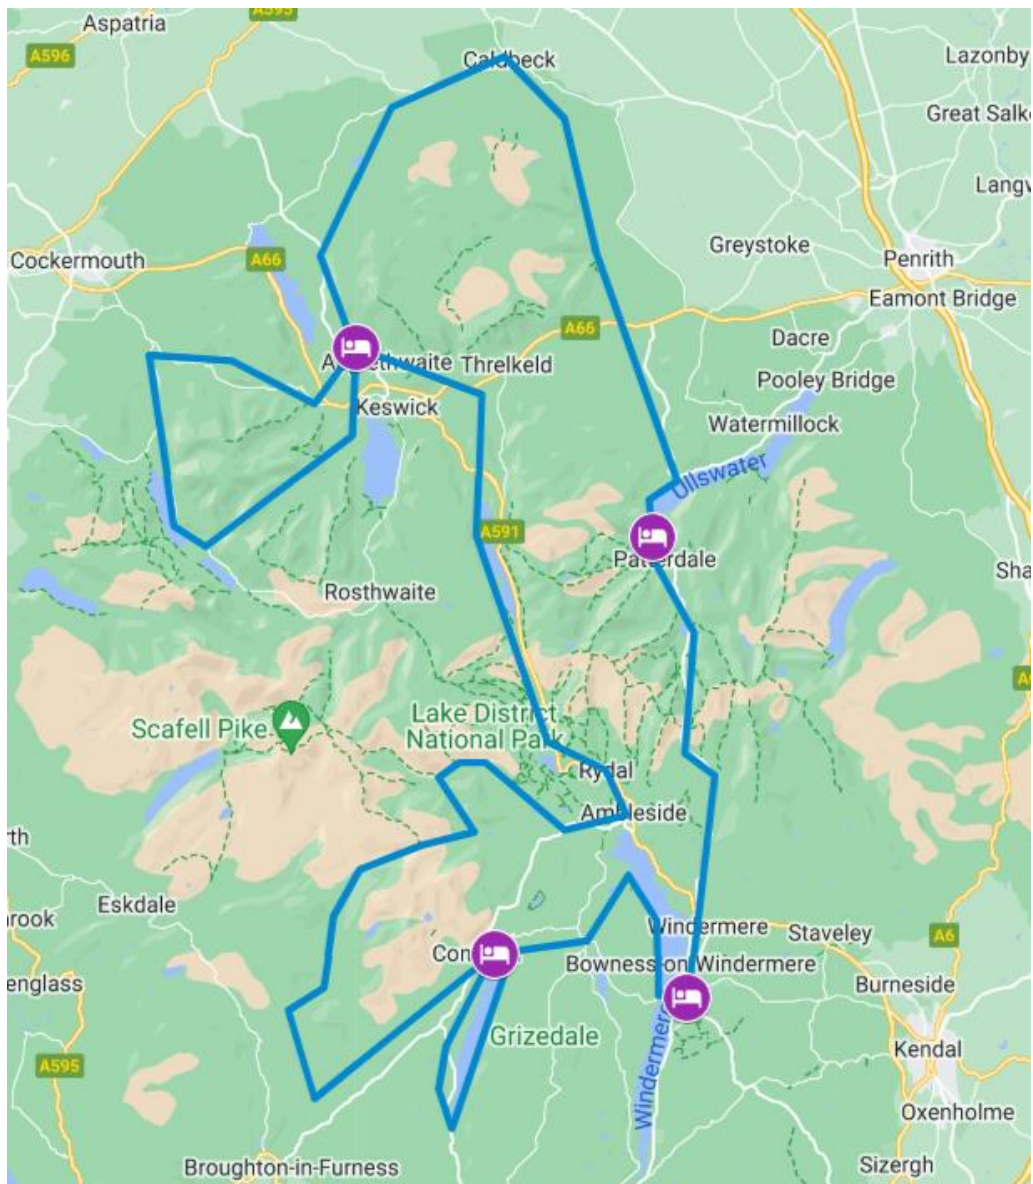 A595
Aspatria
Caldbeck
A596
Lazonby
Great Salk
Langw
Greystoke
Cockermouth
A66
Penrith
Eamont Bridge
A66
Dacre
Threlkeld
Pooley Bridge
Keswick
Watermillock
Ullswater
A591
Patterdale
Sha
Rosthwaite
Lake District
National Park
Scafell Pike
Rydal
Ambleside
rth
Eskdale
rook
Windermere
Staveley
A6
Con
Bowness-on-Windermere
englass
Burneside
Grizedale
Windermere
Kendal
A595
Oxenholme
Broughton-in-Furness
Sizergh